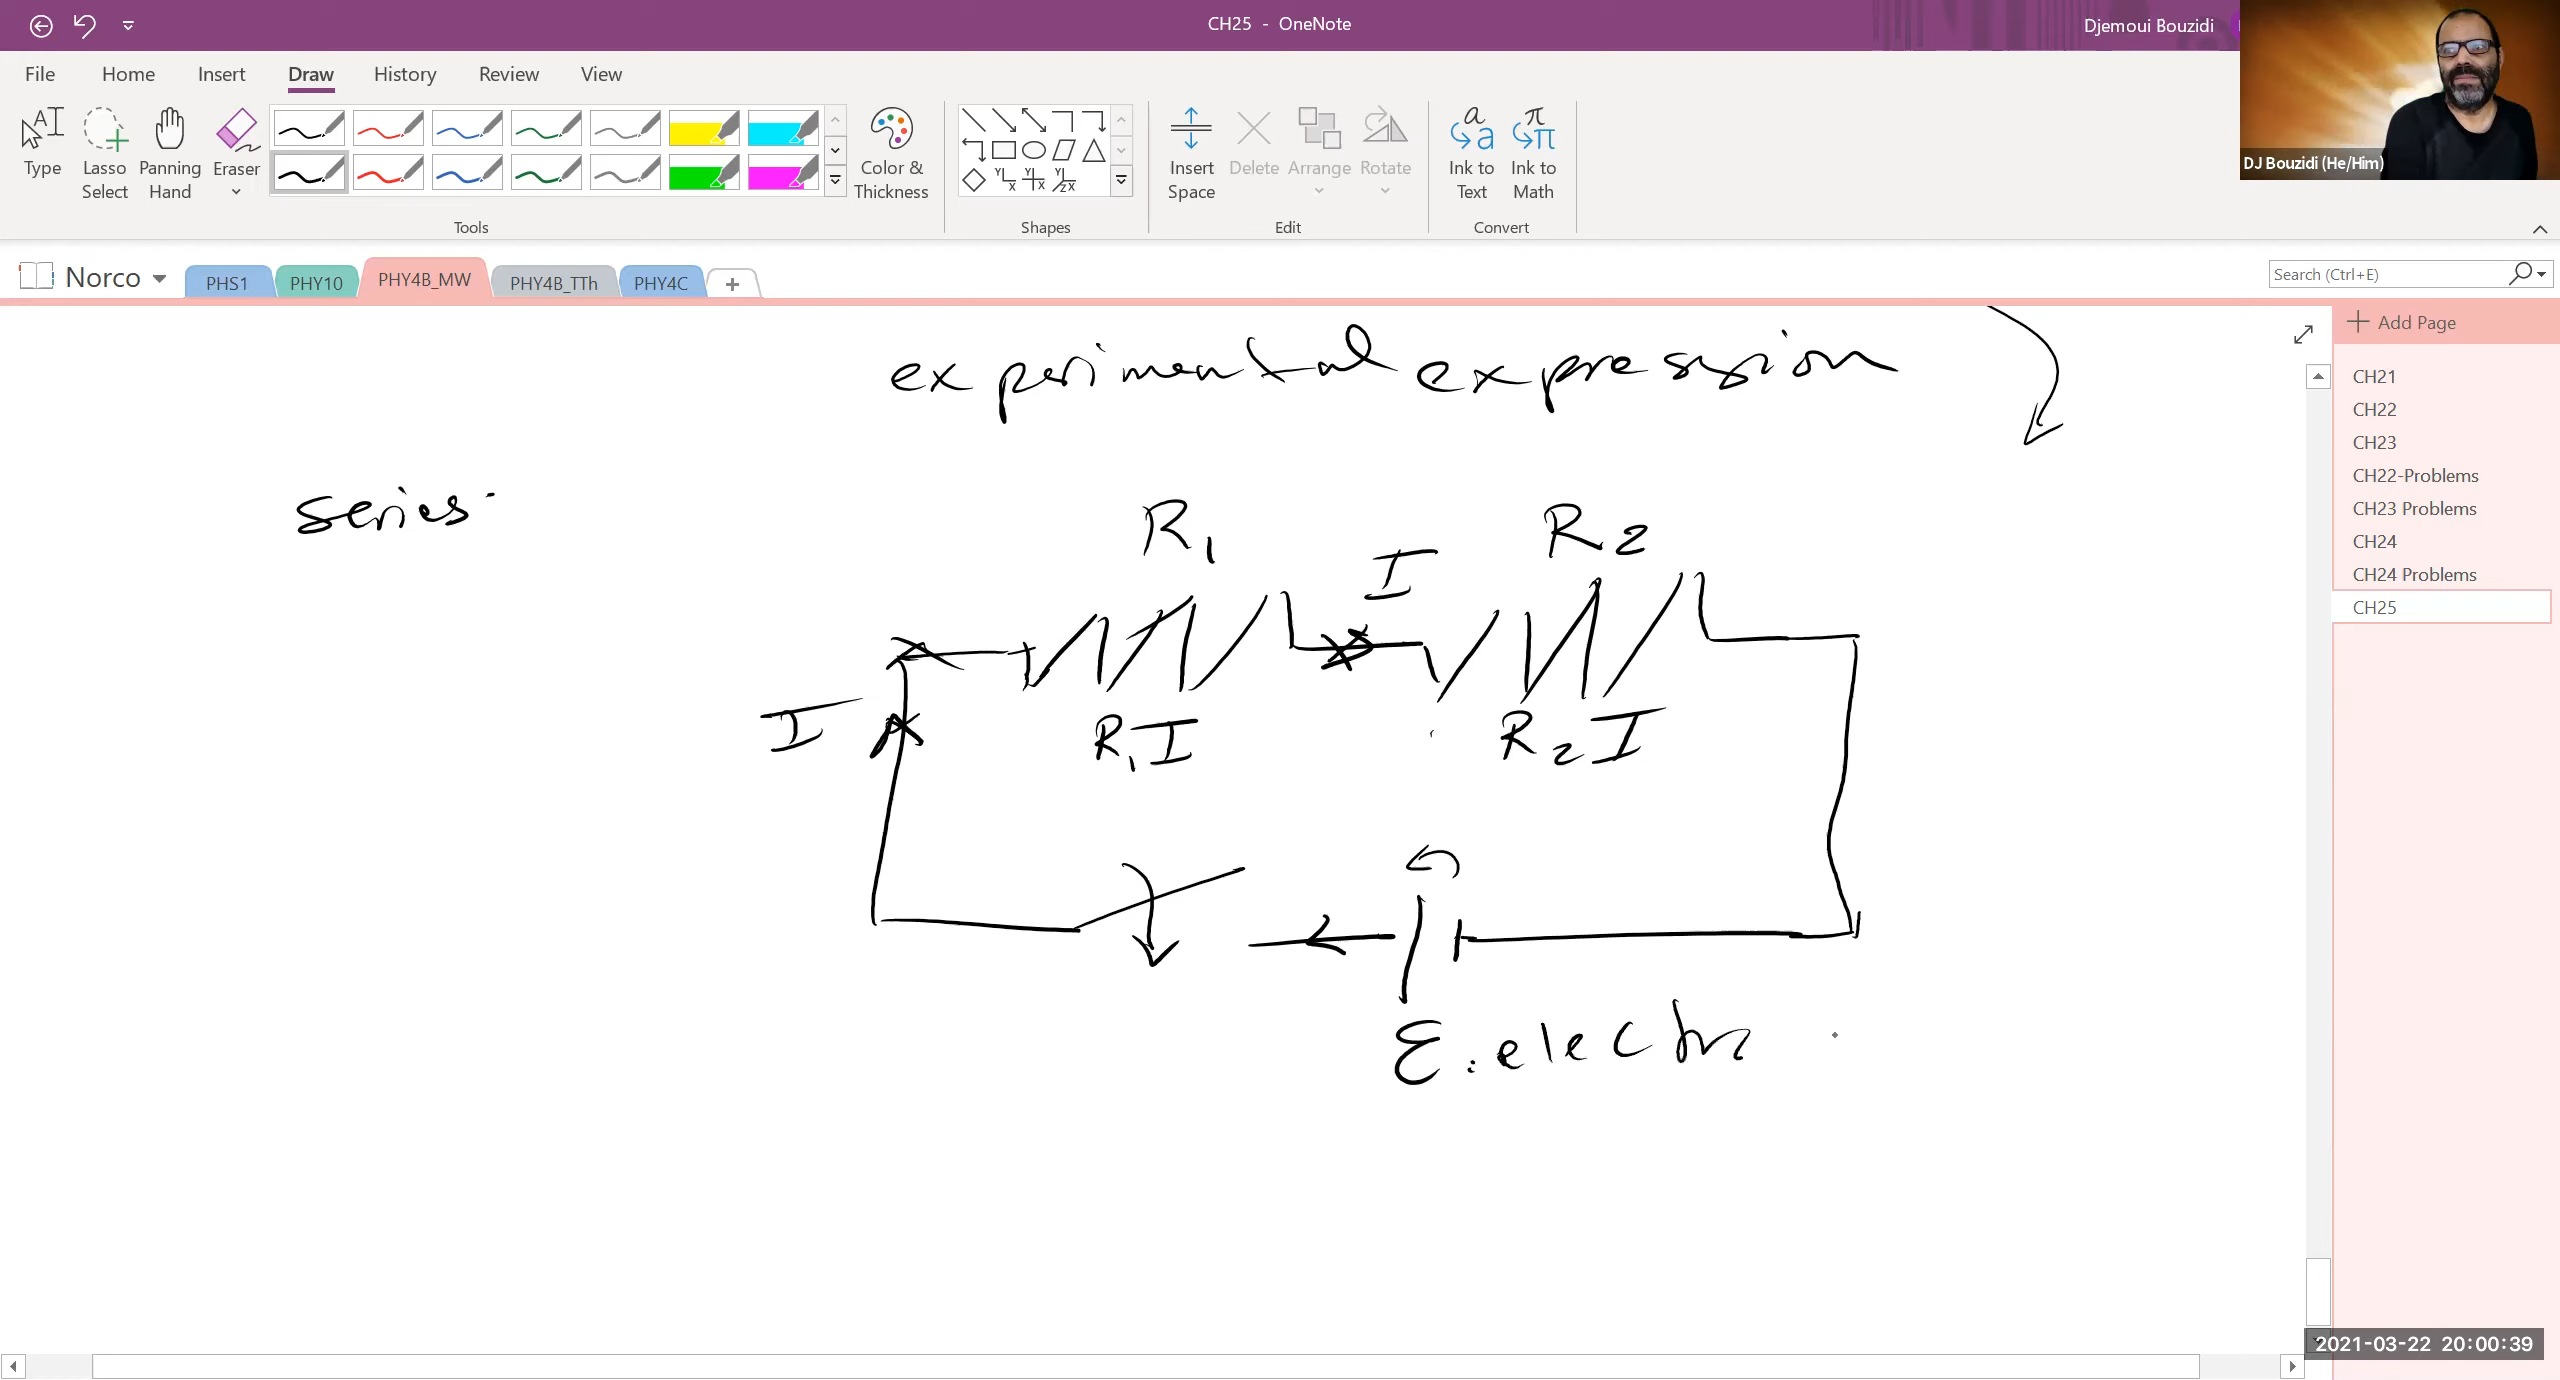 CH25 - OneNote
Djemoui Bouzidi
File Home Insert Draw History Review View
Type
Lasso Select
Panning Hand
Eraser
Color & Thickness
Insert Space
Delete
Arrange
Rotate
Ink to Text
Ink to Math
Tools Shapes Edit Convert
DJ Bouzidi (He/Him)
Norco PHS1 PHY10 PHY4B_MW PHY4B_TTh PHY4C
Search (Ctrl+E)
Add Page
CH21
CH22
CH23
CH22-Problems
CH23 Problems
CH24
CH24 Problems
CH25
experimental expression
series
R1 I R2
I R1I R2I
ε: electr
2021-03-22 20:00:39